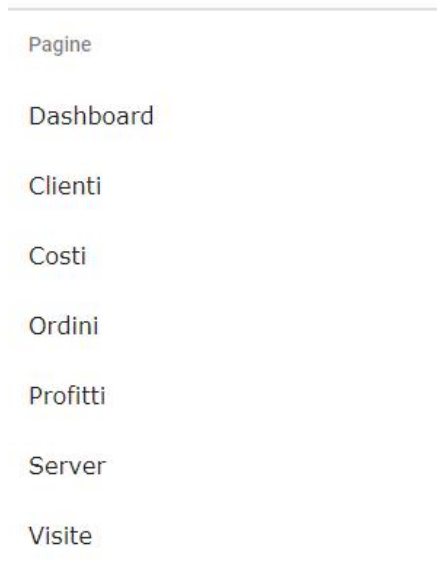 Pagine
Dashboard
Clienti
Costi
Ordini
Profitti
Server
Visite